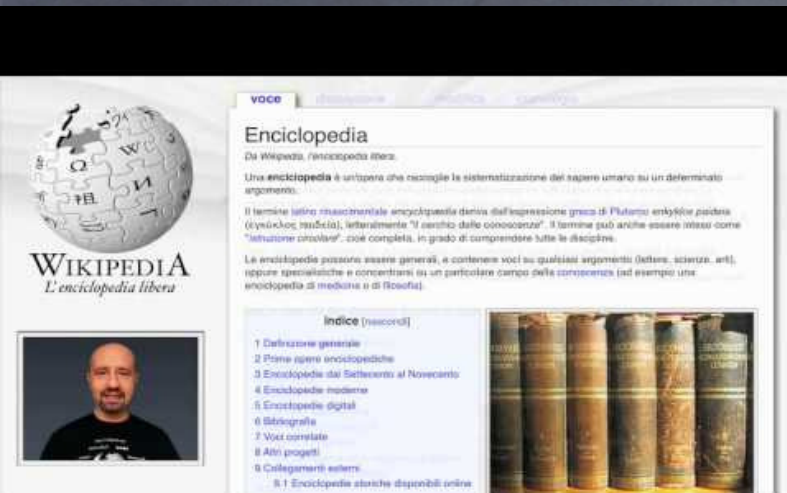 voce
Enciclopedia
Da Wikipedia, l'enciclopedia libera.
Una enciclopedia è un'opera che raccoglie la sistematizzazione del sapere umano su un determinato
argomento.
Il termine latino rinascimentale encyclopaedia deriva dall'espressione greca di Plutarco enkyklios paideia
(εγκύκλιος παιδεία), letteralmente "il cerchio delle conoscenze". Il termine può anche essere inteso come
"istruzione circolare", cioè completa, in grado di comprendere tutte le discipline.
Le enciclopedie possono essere generali, e contenere voci su qualsiasi argomento (lettere, scienze, arti),
oppure specialistiche e concentrarsi su un particolare campo della conoscenza (ad esempio una
enciclopedia di medicina o di filosofia).
WIKIPEDIA
L'enciclopedia libera
Indice [nascondi]
1 Definizione generale
2 Prime opere enciclopediche
3 Enciclopedie dal Settecento al Novecento
4 Enciclopedie moderne
5 Enciclopedie digitali
6 Bibliografia
7 Voci correlate
8 Altri progetti
9 Collegamenti esterni
9.1 Enciclopedie storiche disponibili online